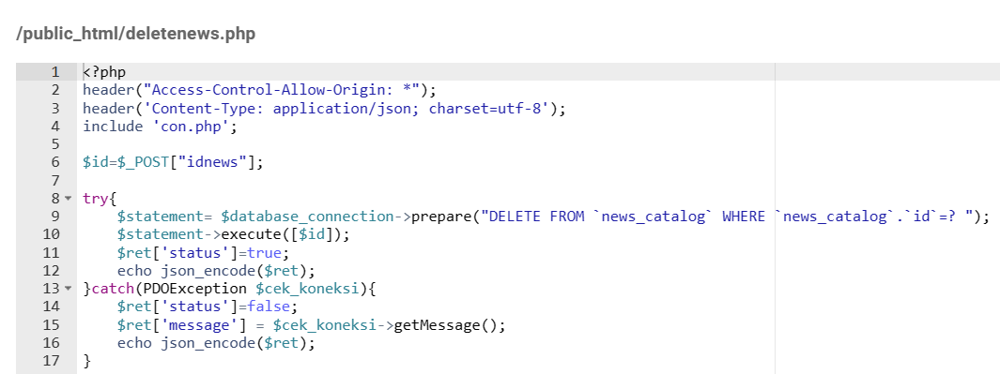 /public_html/deletenews.php
1 <?php
2 header("Access-Control-Allow-Origin: *");
3 header('Content-Type: application/json; charset=utf-8');
4 include 'con.php';
5
6 $id=$_POST["idnews"];
7
8 try{
9     $statement= $database_connection->prepare("DELETE FROM `news_catalog` WHERE `news_catalog`.`id`=? ");
10     $statement->execute([$id]);
11     $ret['status']=true;
12     echo json_encode($ret);
13 }catch(PDOException $cek_koneksi){
14     $ret['status']=false;
15     $ret['message'] = $cek_koneksi->getMessage();
16     echo json_encode($ret);
17 }